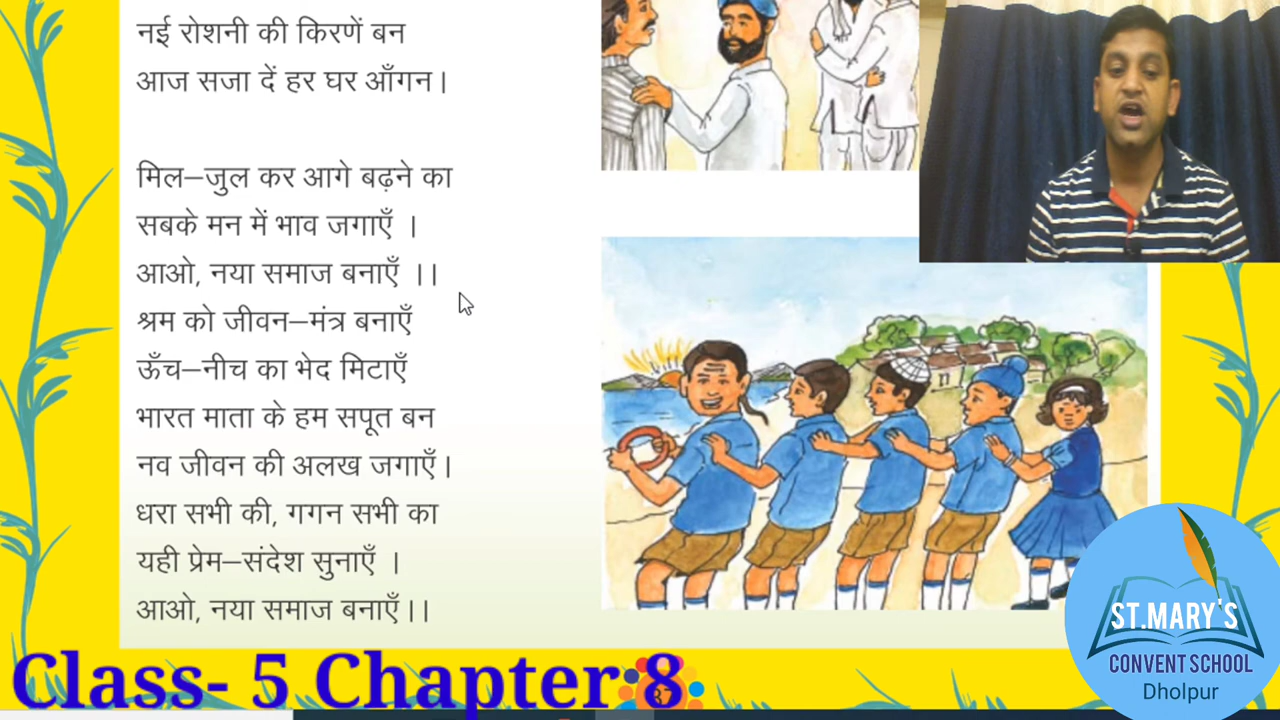 नई रोशनी की किरणें बन
आज सजा दें हर घर आँगन।
मिल–जुल कर आगे बढ़ने का
सबके मन में भाव जगाएँ ।
आओ, नया समाज बनाएँ ।।
श्रम को जीवन–मंत्र बनाएँ
ऊँच–नीच का भेद मिटाएँ
भारत माता के हम सपूत बन
नव जीवन की अलख जगाएँ।
धरा सभी की, गगन सभी का
यही प्रेम–संदेश सुनाएँ ।
आओ, नया समाज बनाएँ।।
Class- 5 Chapter 8
ST.MARY'S
CONVENT SCHOOL
Dholpur